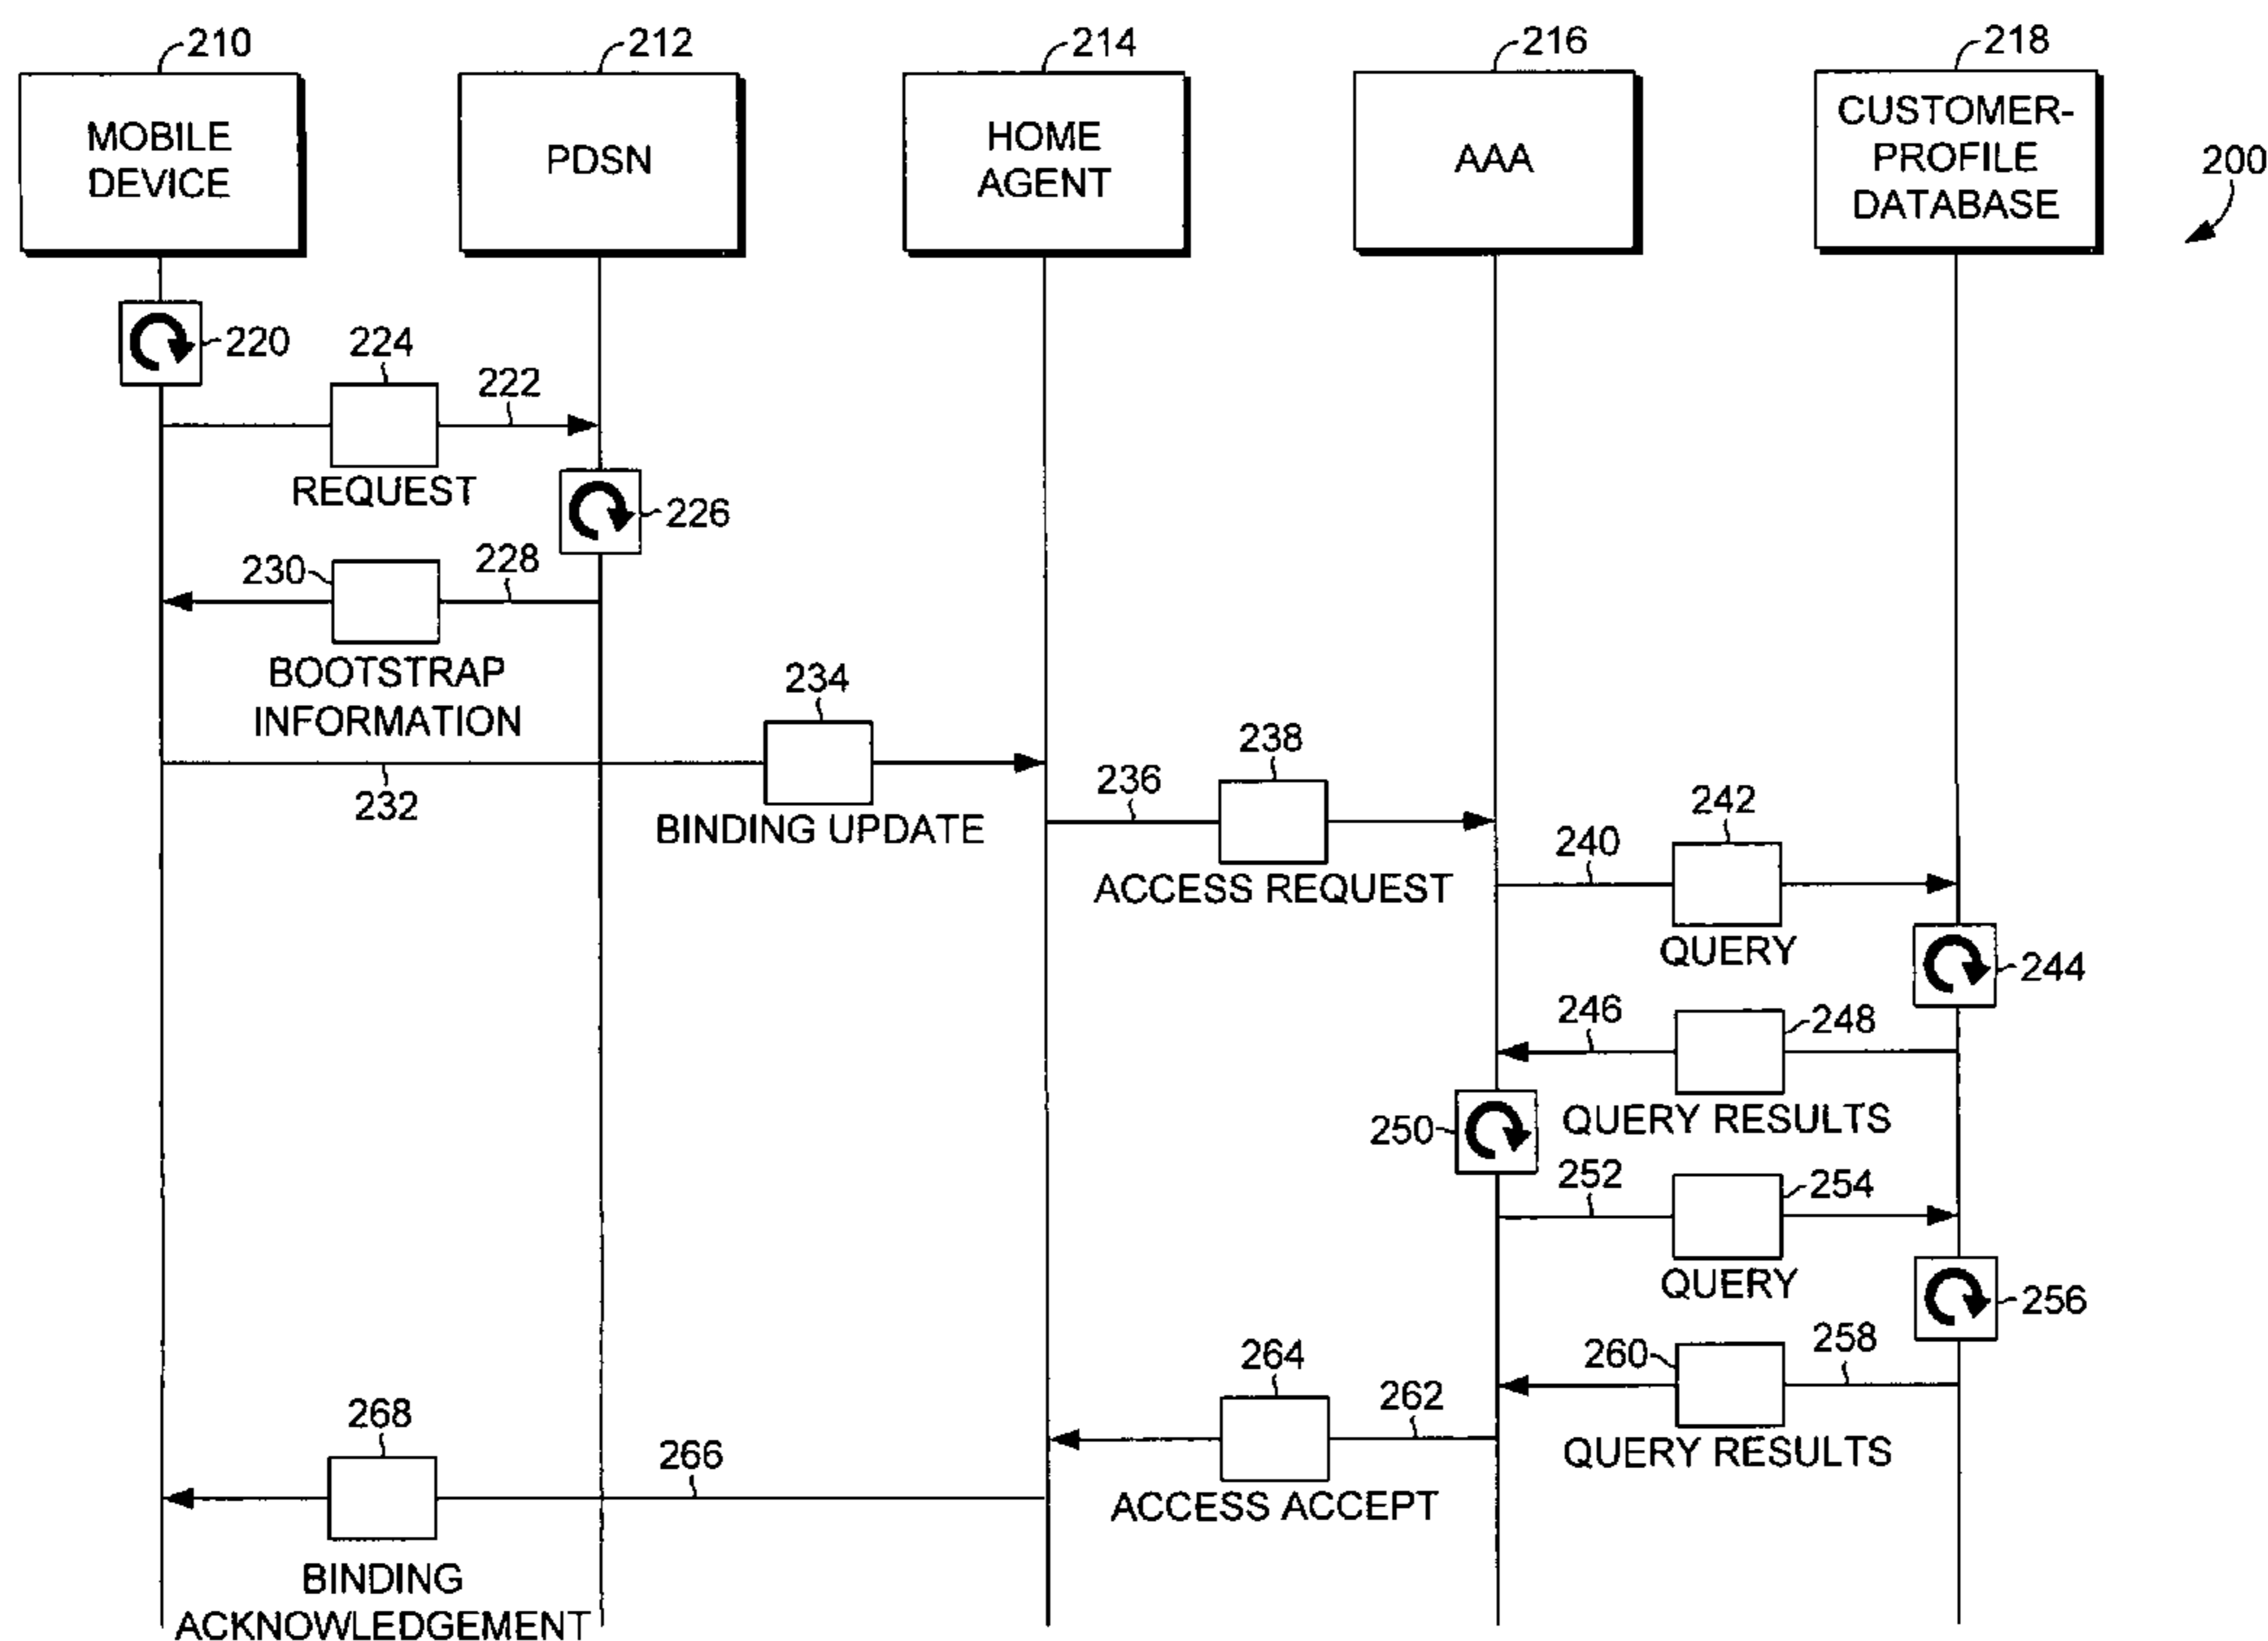 210
212
214
216
218
MOBILE
DEVICE
PDSN
HOME
AGENT
AAA
CUSTOMER-
PROFILE
DATABASE
200
220
224
222
REQUEST
226
230
228
BOOTSTRAP
INFORMATION
234
232
BINDING UPDATE
236
238
ACCESS REQUEST
240
242
QUERY
244
246
248
QUERY RESULTS
250
252
254
QUERY
256
260
258
QUERY RESULTS
264
262
ACCESS ACCEPT
268
266
BINDING
ACKNOWLEDGEMENT